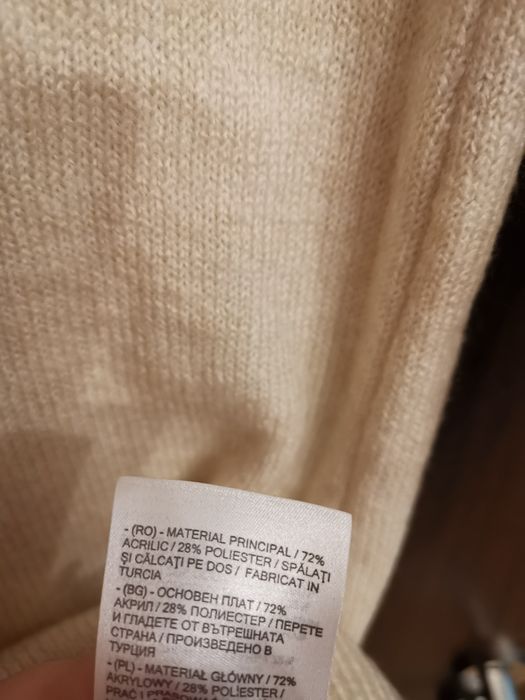 - (RO) - MATERIAL PRINCIPAL / 72%
ACRILIC / 28% POLIESTER / SPĂLAȚI
ȘI CĂLCAȚI PE DOS / FABRICAT IN
TURCIA
- (BG) - ОСНОВЕН ПЛАТ / 72%
АКРИЛ / 28% ПОЛИЕСТЕР / ПЕРЕТЕ
И ГЛАДЕТЕ ОТ ВЪТРЕШНАТА
СТРАНА / ПРОИЗВЕДЕНО В
ТУРЦИЯ
- (PL) - MATERIAŁ GŁÓWNY / 72%
AKRYLOWY / 28% POLIESTER /
PRAĆ I